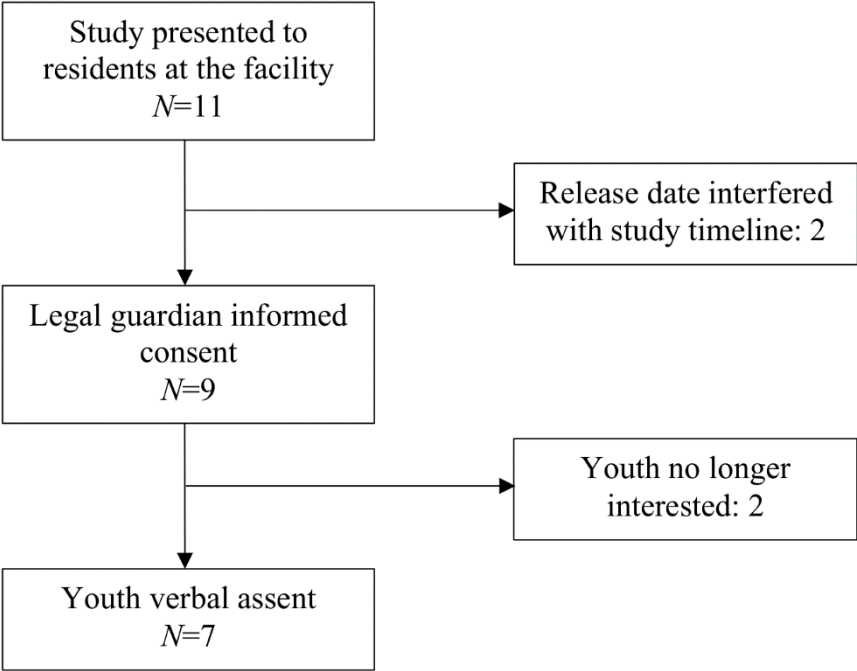 Study presented to
residents at the facility
N=11
Release date interfered
with study timeline: 2
Legal guardian informed
consent
N=9
Youth no longer
interested: 2
Youth verbal assent
N=7